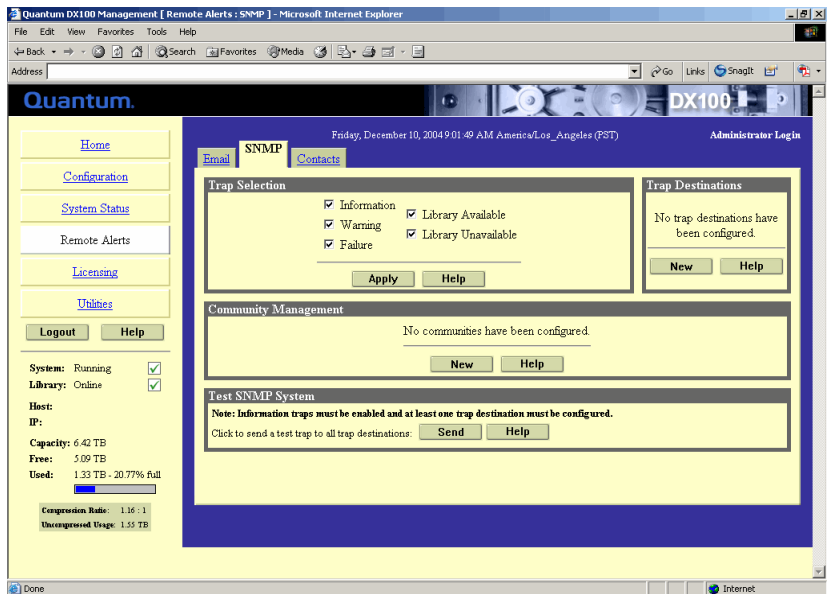 Quantum DX100 Management [ Remote Alerts : SNMP ] - Microsoft Internet Explorer
File Edit View Favorites Tools Help
Back Search Favorites Media
Address Go Links SnagIt
Quantum. DX100
Friday, December 10, 2004 9:01:49 AM America/Los_Angeles (PST) Administrator Login
Home
Configuration
System Status
Remote Alerts
Licensing
Utilities
Logout Help
System: Running
Library: Online
Host:
IP:
Capacity: 6.42 TB
Free: 5.09 TB
Used: 1.33 TB - 20.77% full
Compression Ratio: 1.16 : 1
Uncompressed Usage: 1.55 TB
Email SNMP Contacts
Trap Selection
Information
Warning
Failure
Library Available
Library Unavailable
Apply Help
Trap Destinations
No trap destinations have
been configured.
New Help
Community Management
No communities have been configured.
New Help
Test SNMP System
Note: Information traps must be enabled and at least one trap destination must be configured.
Click to send a test trap to all trap destinations: Send Help
Done Internet